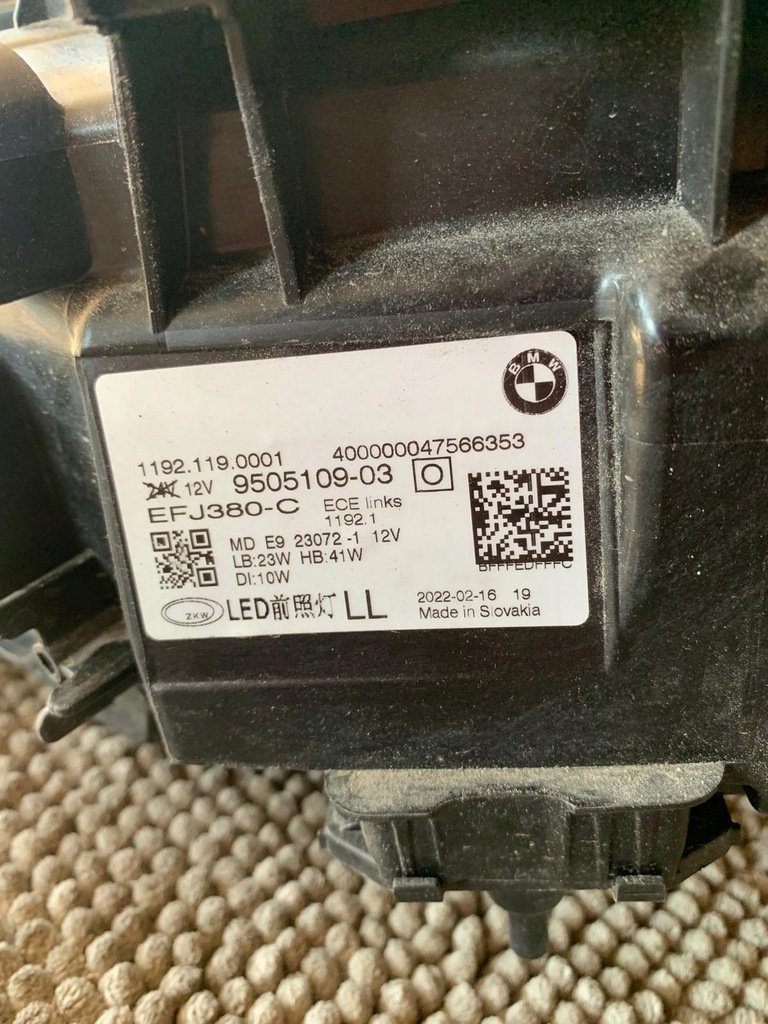 BMW
1192.119.0001 400000047566353
24V 12V 9505109-03 O
EFJ380-C ECE links
1192.1
MD E9 23072-1 12V
LB:23W HB:41W
DI:10W
BFFFEDFFFC
ZKW LED前照灯 LL
2022-02-16 19
Made in Slovakia